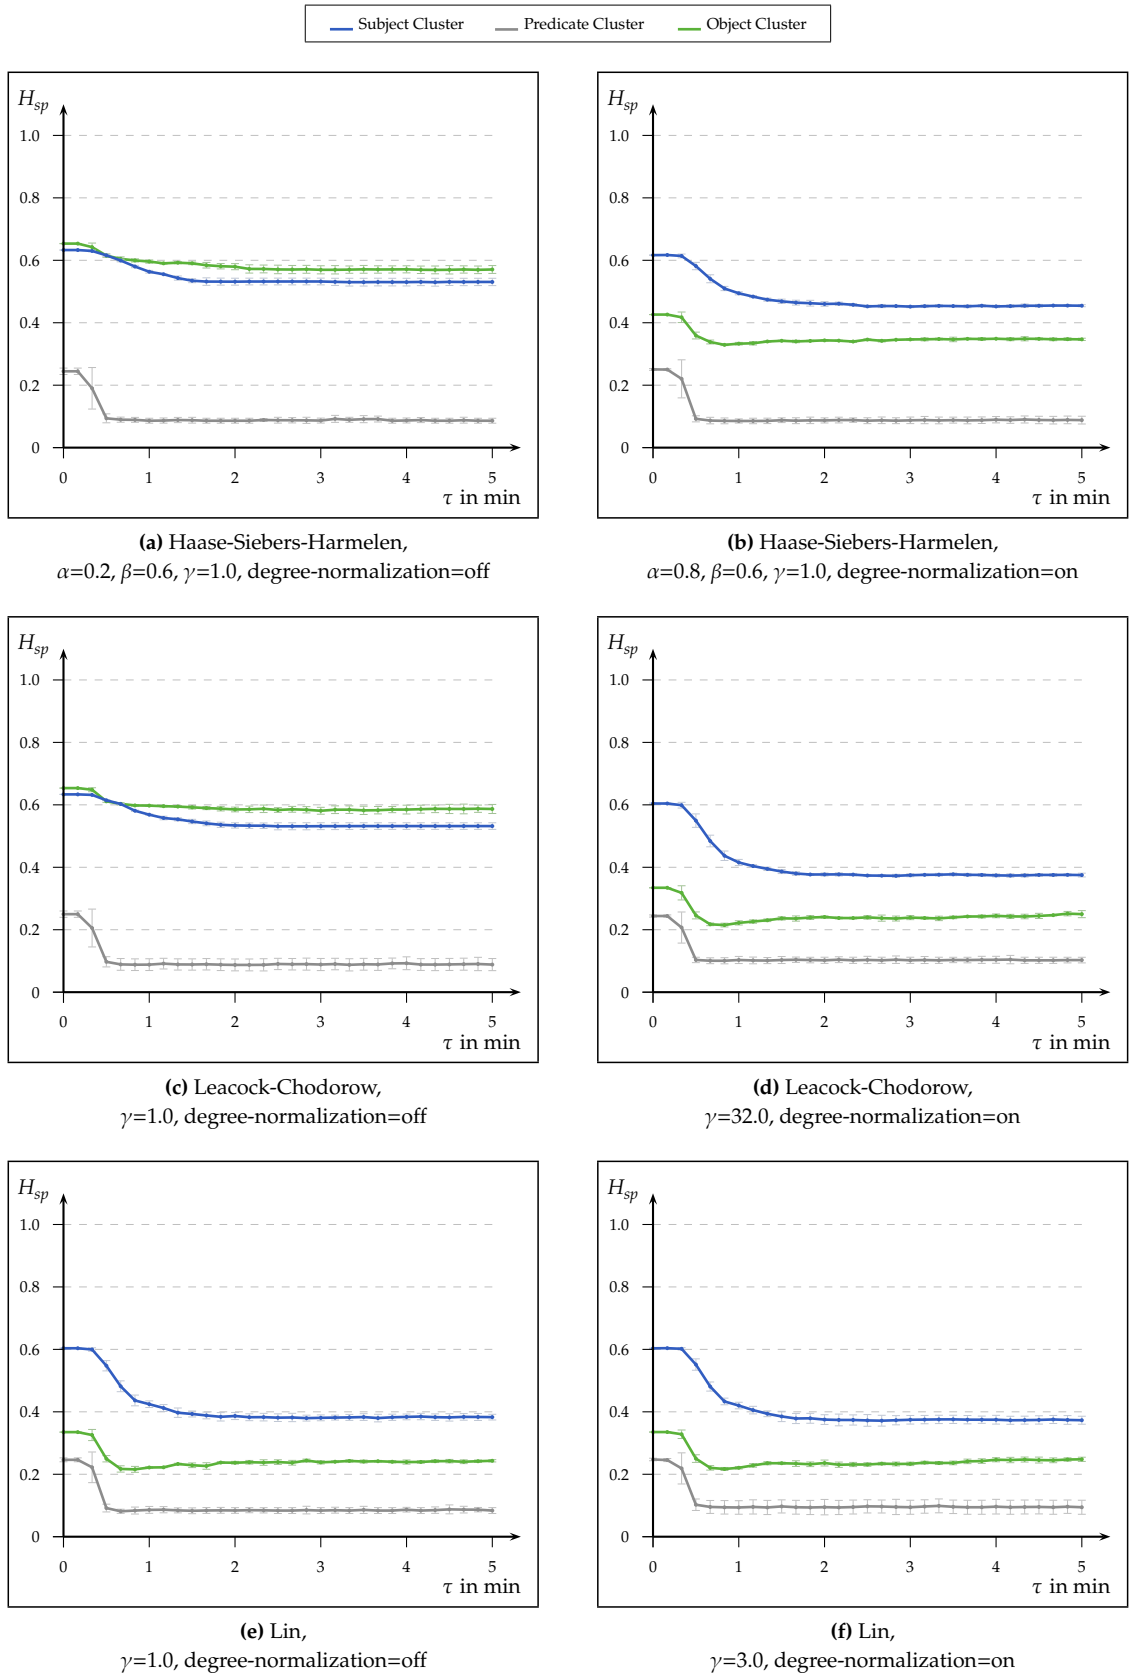 Subject Cluster Predicate Cluster Object Cluster
H_sp
1.0
0.8
0.6
0.4
0.2
0
0 1 2 3 4 5
τ in min
(a) Haase-Siebers-Harmelen,
α=0.2, β=0.6, γ=1.0, degree-normalization=off
H_sp
1.0
0.8
0.6
0.4
0.2
0
0 1 2 3 4 5
τ in min
(b) Haase-Siebers-Harmelen,
α=0.8, β=0.6, γ=1.0, degree-normalization=on
H_sp
1.0
0.8
0.6
0.4
0.2
0
0 1 2 3 4 5
τ in min
(c) Leacock-Chodorow,
γ=1.0, degree-normalization=off
H_sp
1.0
0.8
0.6
0.4
0.2
0
0 1 2 3 4 5
τ in min
(d) Leacock-Chodorow,
γ=32.0, degree-normalization=on
H_sp
1.0
0.8
0.6
0.4
0.2
0
0 1 2 3 4 5
τ in min
(e) Lin,
γ=1.0, degree-normalization=off
H_sp
1.0
0.8
0.6
0.4
0.2
0
0 1 2 3 4 5
τ in min
(f) Lin,
γ=3.0, degree-normalization=on